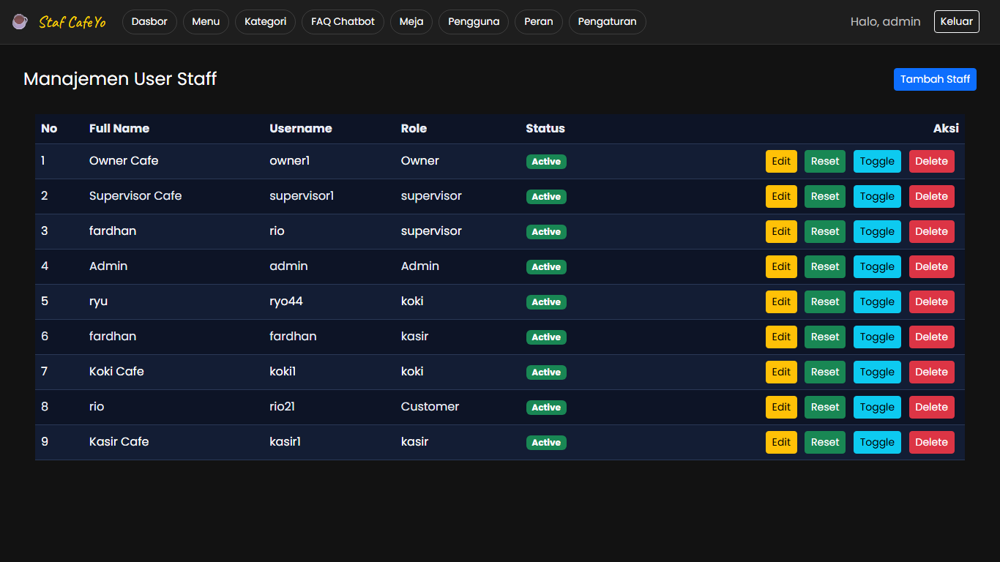 Staf CafeYo Dasbor Menu Kategori FAQ Chatbot Meja Pengguna Peran Pengaturan Halo, admin Keluar
Manajemen User Staff Tambah Staff
No Full Name Username Role Status Aksi
1 Owner Cafe owner1 Owner Active Edit Reset Toggle Delete
2 Supervisor Cafe supervisor1 supervisor Active Edit Reset Toggle Delete
3 fardhan rio supervisor Active Edit Reset Toggle Delete
4 Admin admin Admin Active Edit Reset Toggle Delete
5 ryu ryo44 koki Active Edit Reset Toggle Delete
6 fardhan fardhan kasir Active Edit Reset Toggle Delete
7 Koki Cafe koki1 koki Active Edit Reset Toggle Delete
8 rio rio21 Customer Active Edit Reset Toggle Delete
9 Kasir Cafe kasir1 kasir Active Edit Reset Toggle Delete